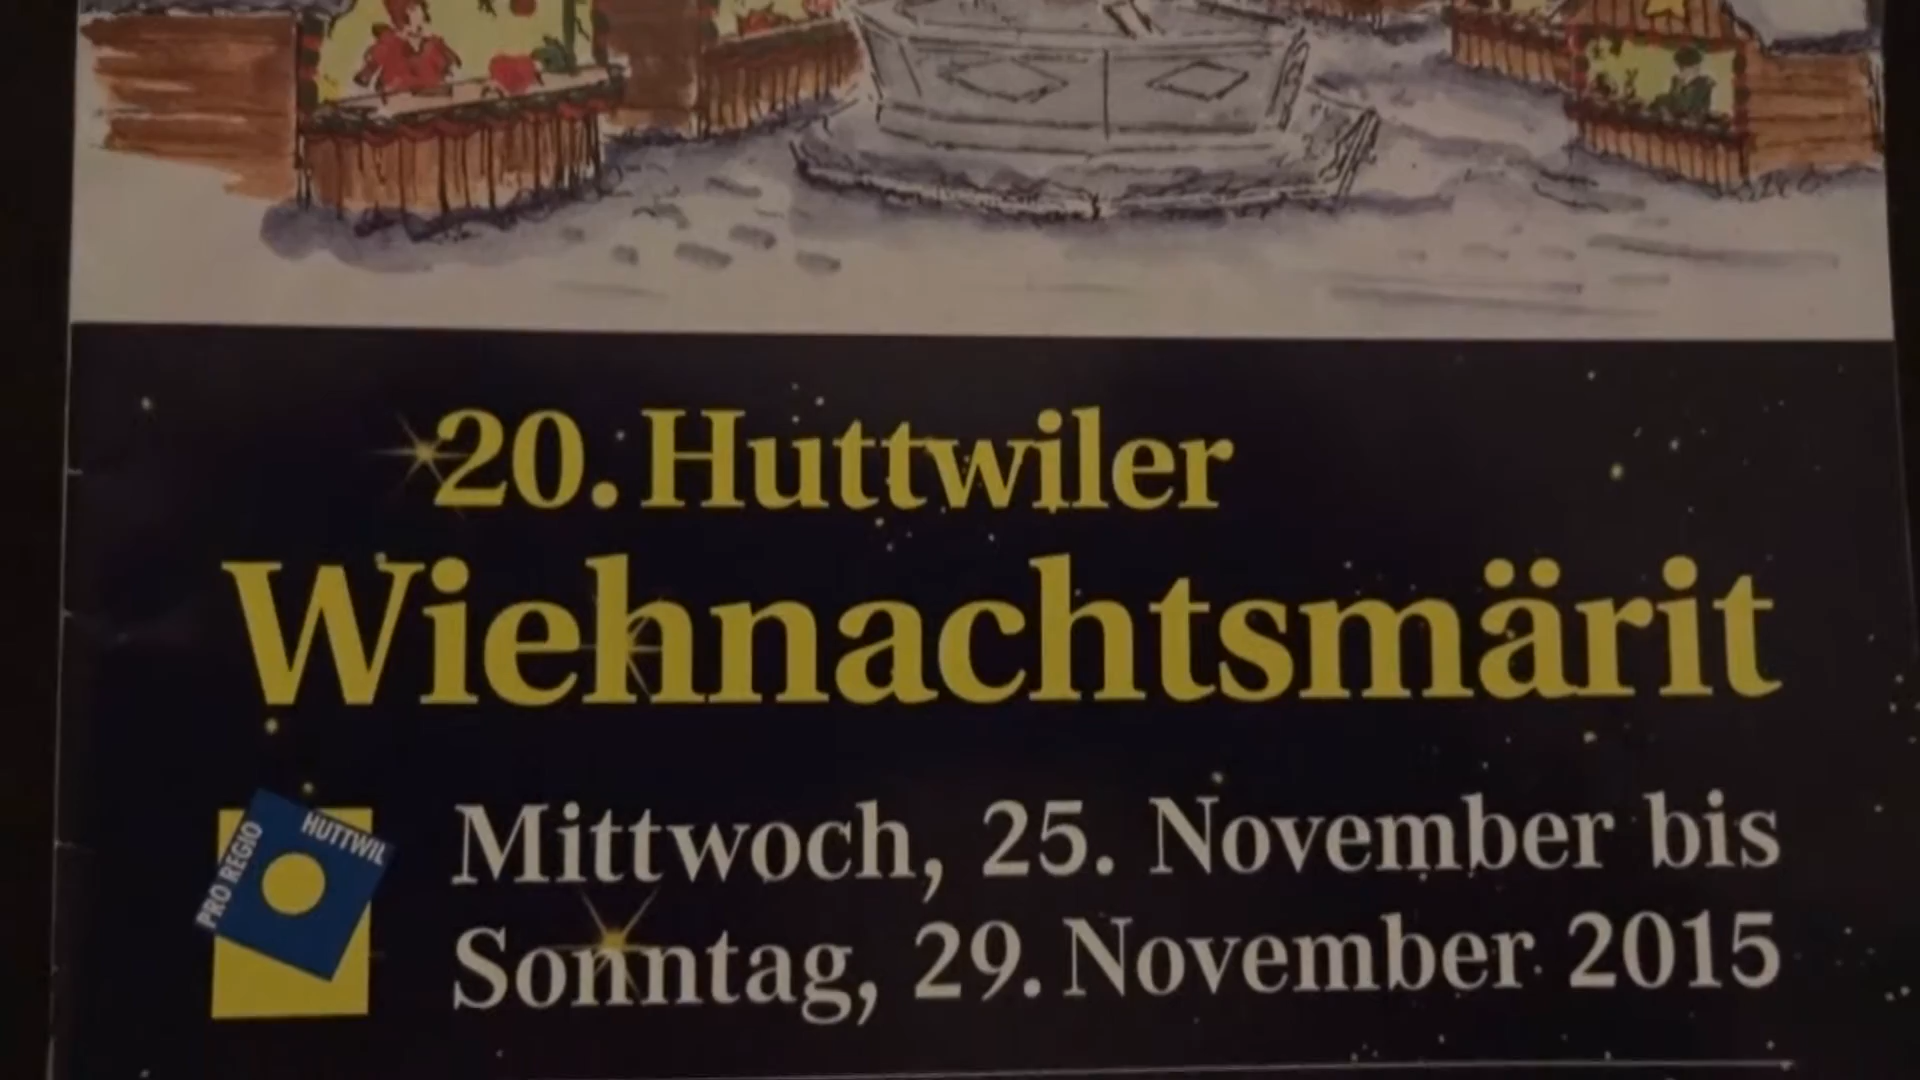 20. Huttwiler
Wiehnachtsmärit
PRO REGIO
HUTTWIL
Mittwoch, 25. November bis
Sonntag, 29. November 2015